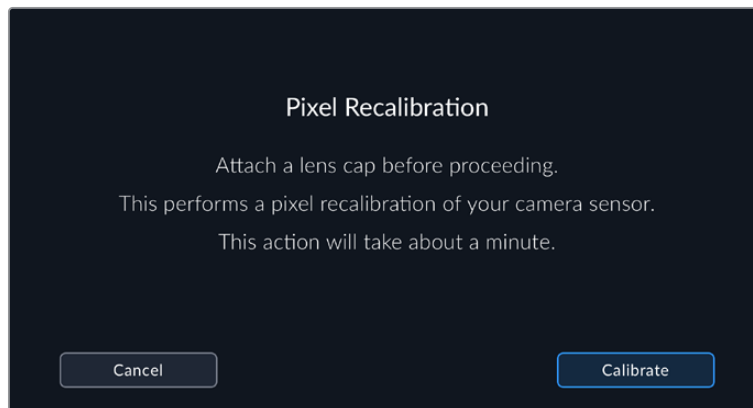 Pixel Recalibration
Attach a lens cap before proceeding.
This performs a pixel recalibration of your camera sensor.
This action will take about a minute.
Cancel
Calibrate